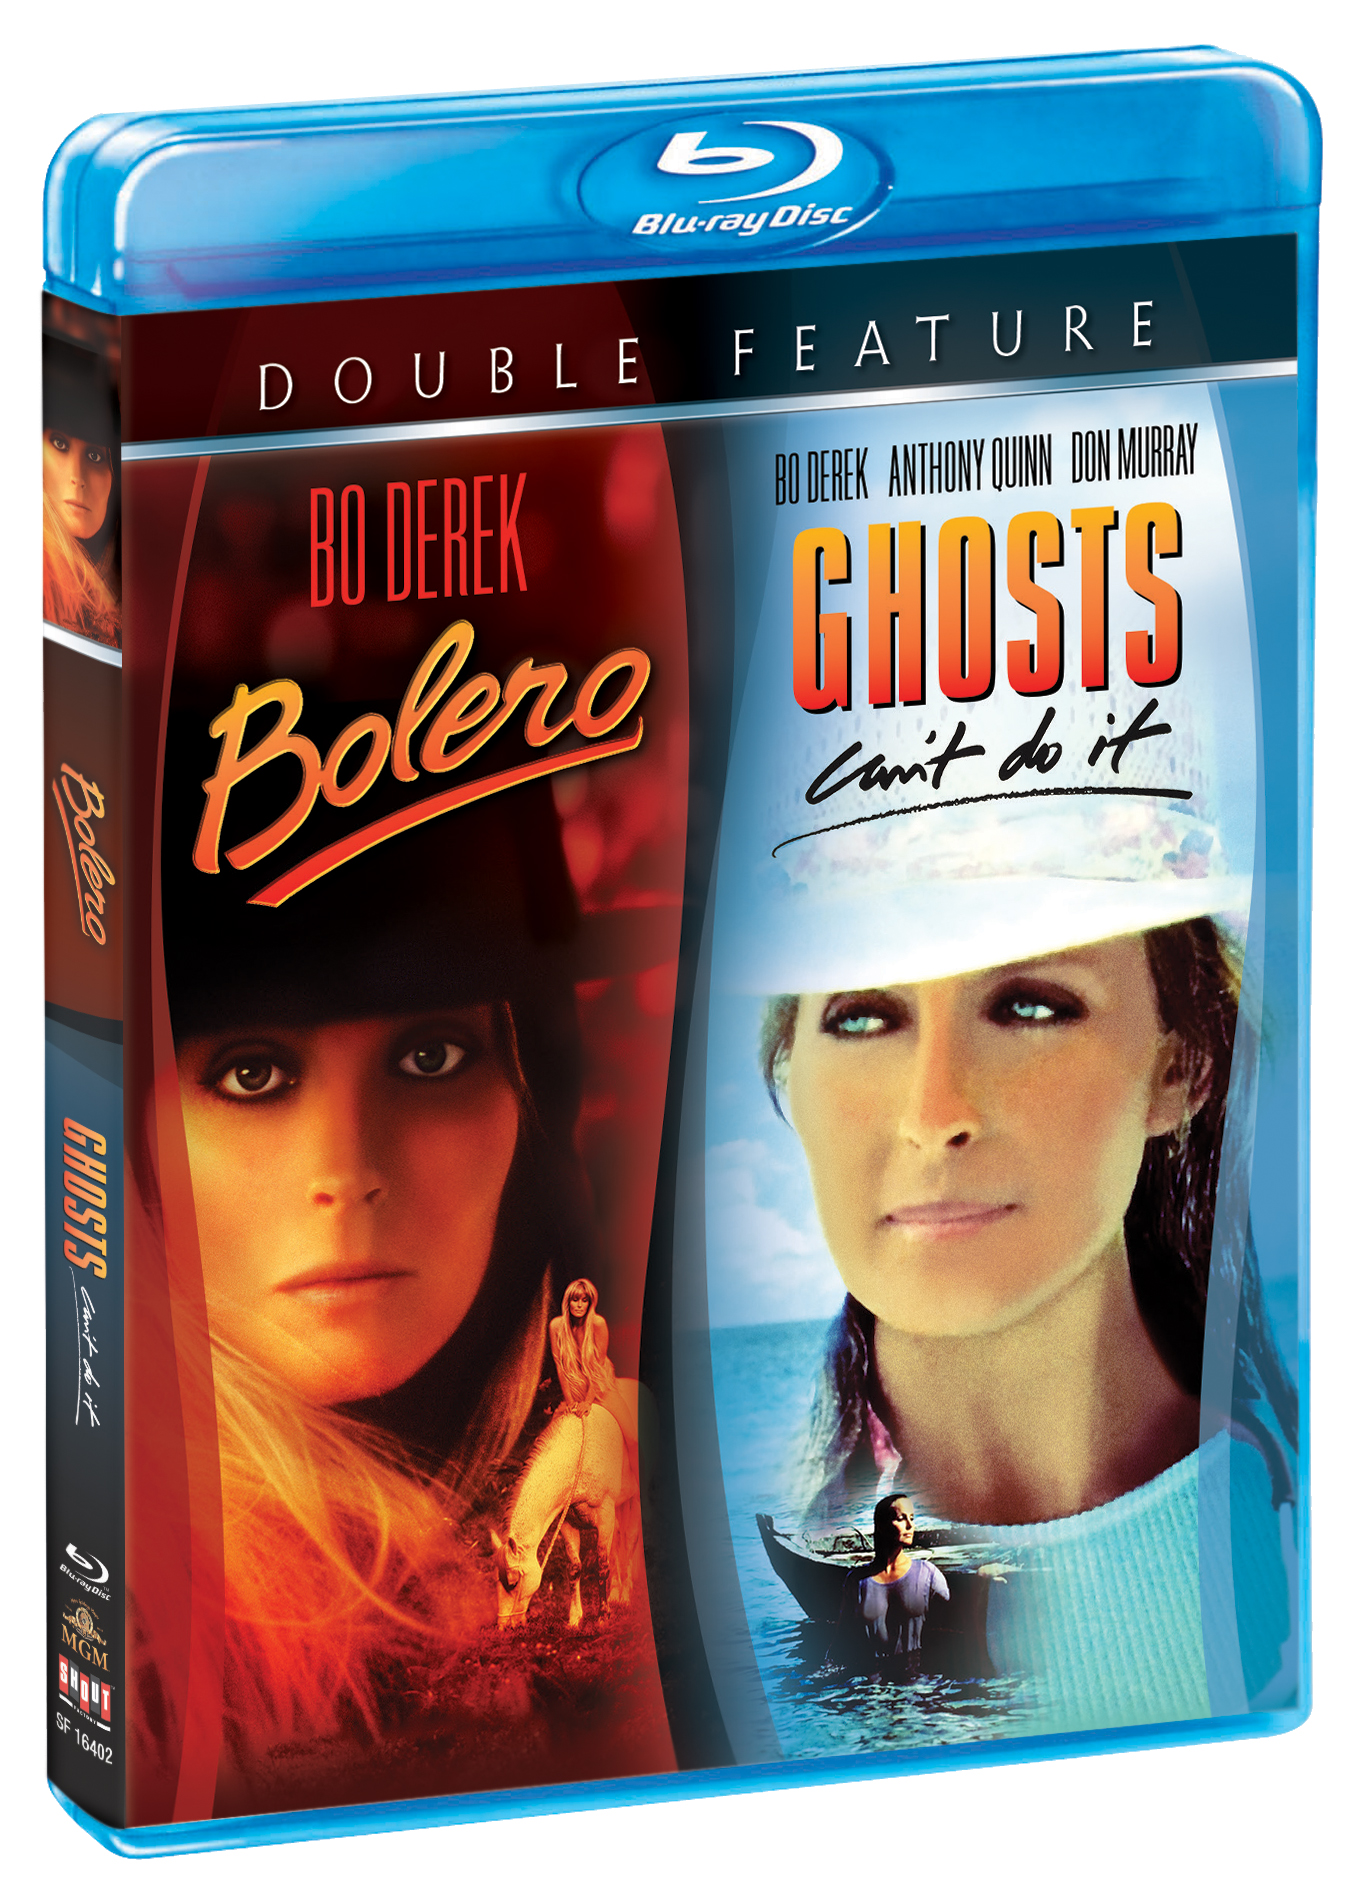 Blu-ray Disc
DOUBLE FEATURE
BO DEREK
Bolero
BO DEREK ANTHONY QUINN DON MURRAY
GHOSTS
can't do it
Bolero
GHOSTS
can't do it
Blu-ray Disc
MGM
SHOUT
FACTORY
SF 16402